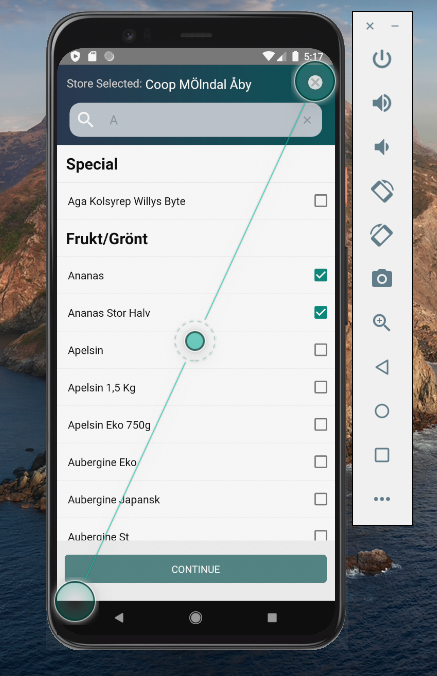 5:17
Store Selected: Coop MÖlndal Åby
A
Special
Aga Kolsyrep Willys Byte
Frukt/Grönt
Ananas
Ananas Stor Halv
Apelsin
Apelsin 1,5 Kg
Apelsin Eko 750g
Aubergine Eko
Aubergine Japansk
Aubergine St
CONTINUE